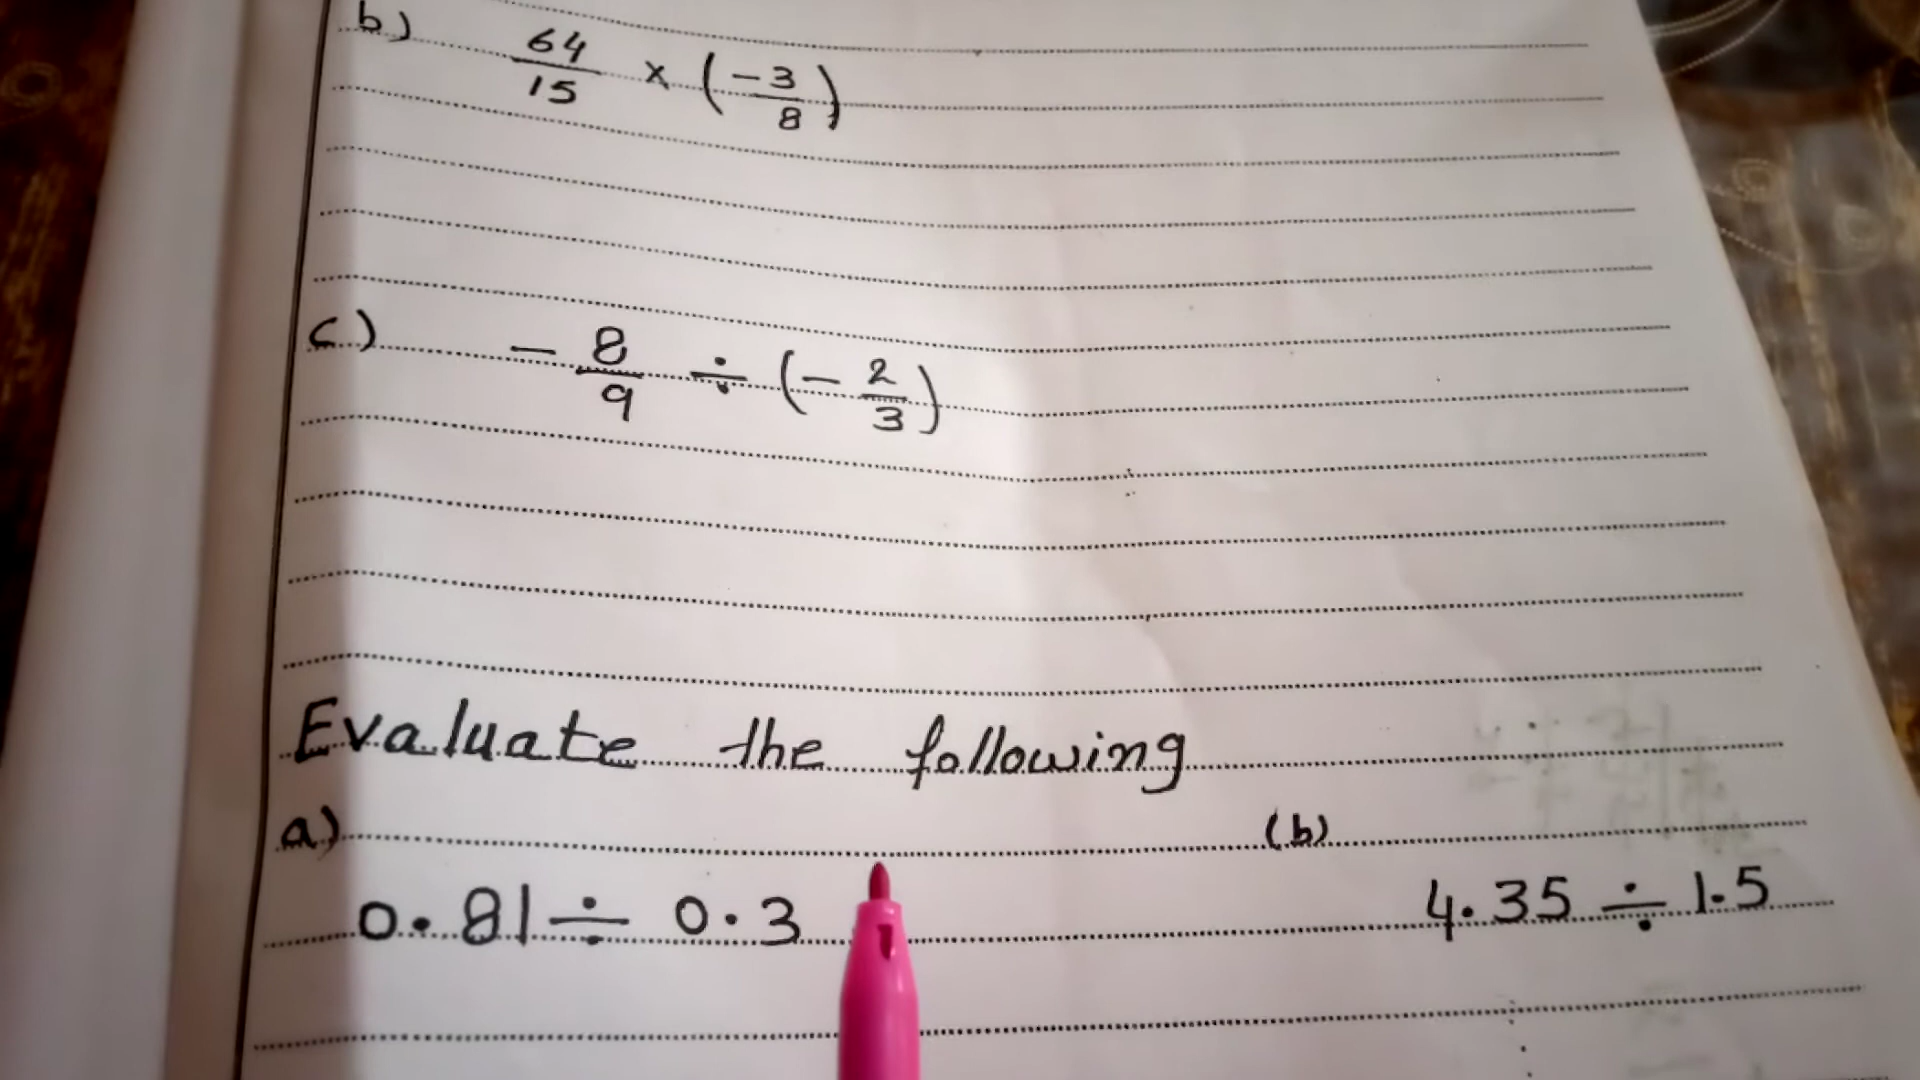 b) 64/15 × (-3/8)
c.) - 8/9 ÷ (- 2/3)
Evaluate the following
a) (b)
0.81 ÷ 0.3 4.35 ÷ 1.5